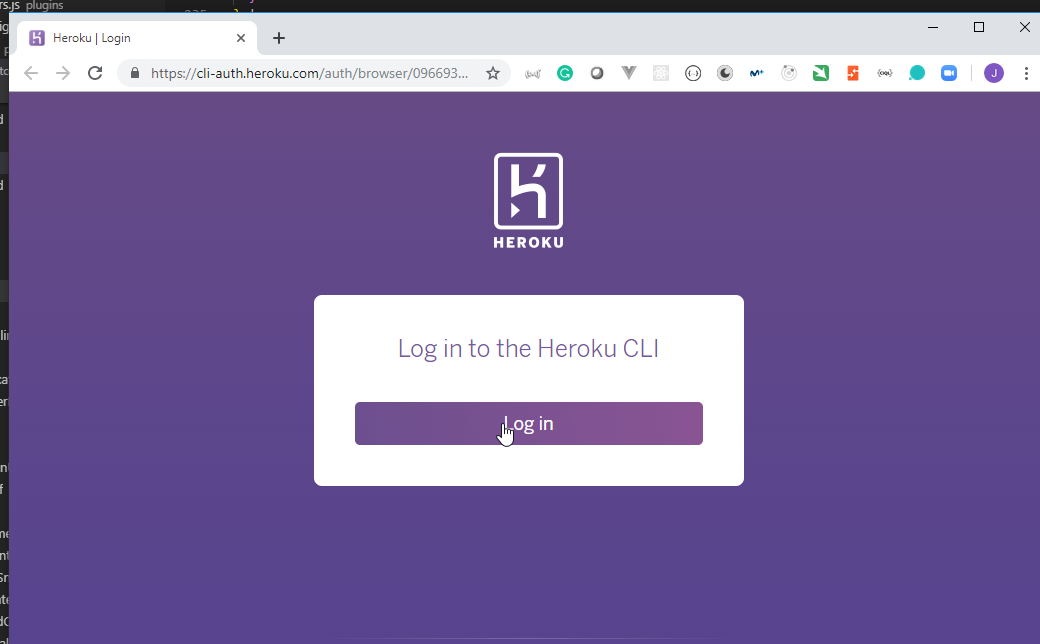 rs.js plugins
Heroku | Login
https://cli-auth.heroku.com/auth/browser/096693...
J
HEROKU
Log in to the Heroku CLI
Log in